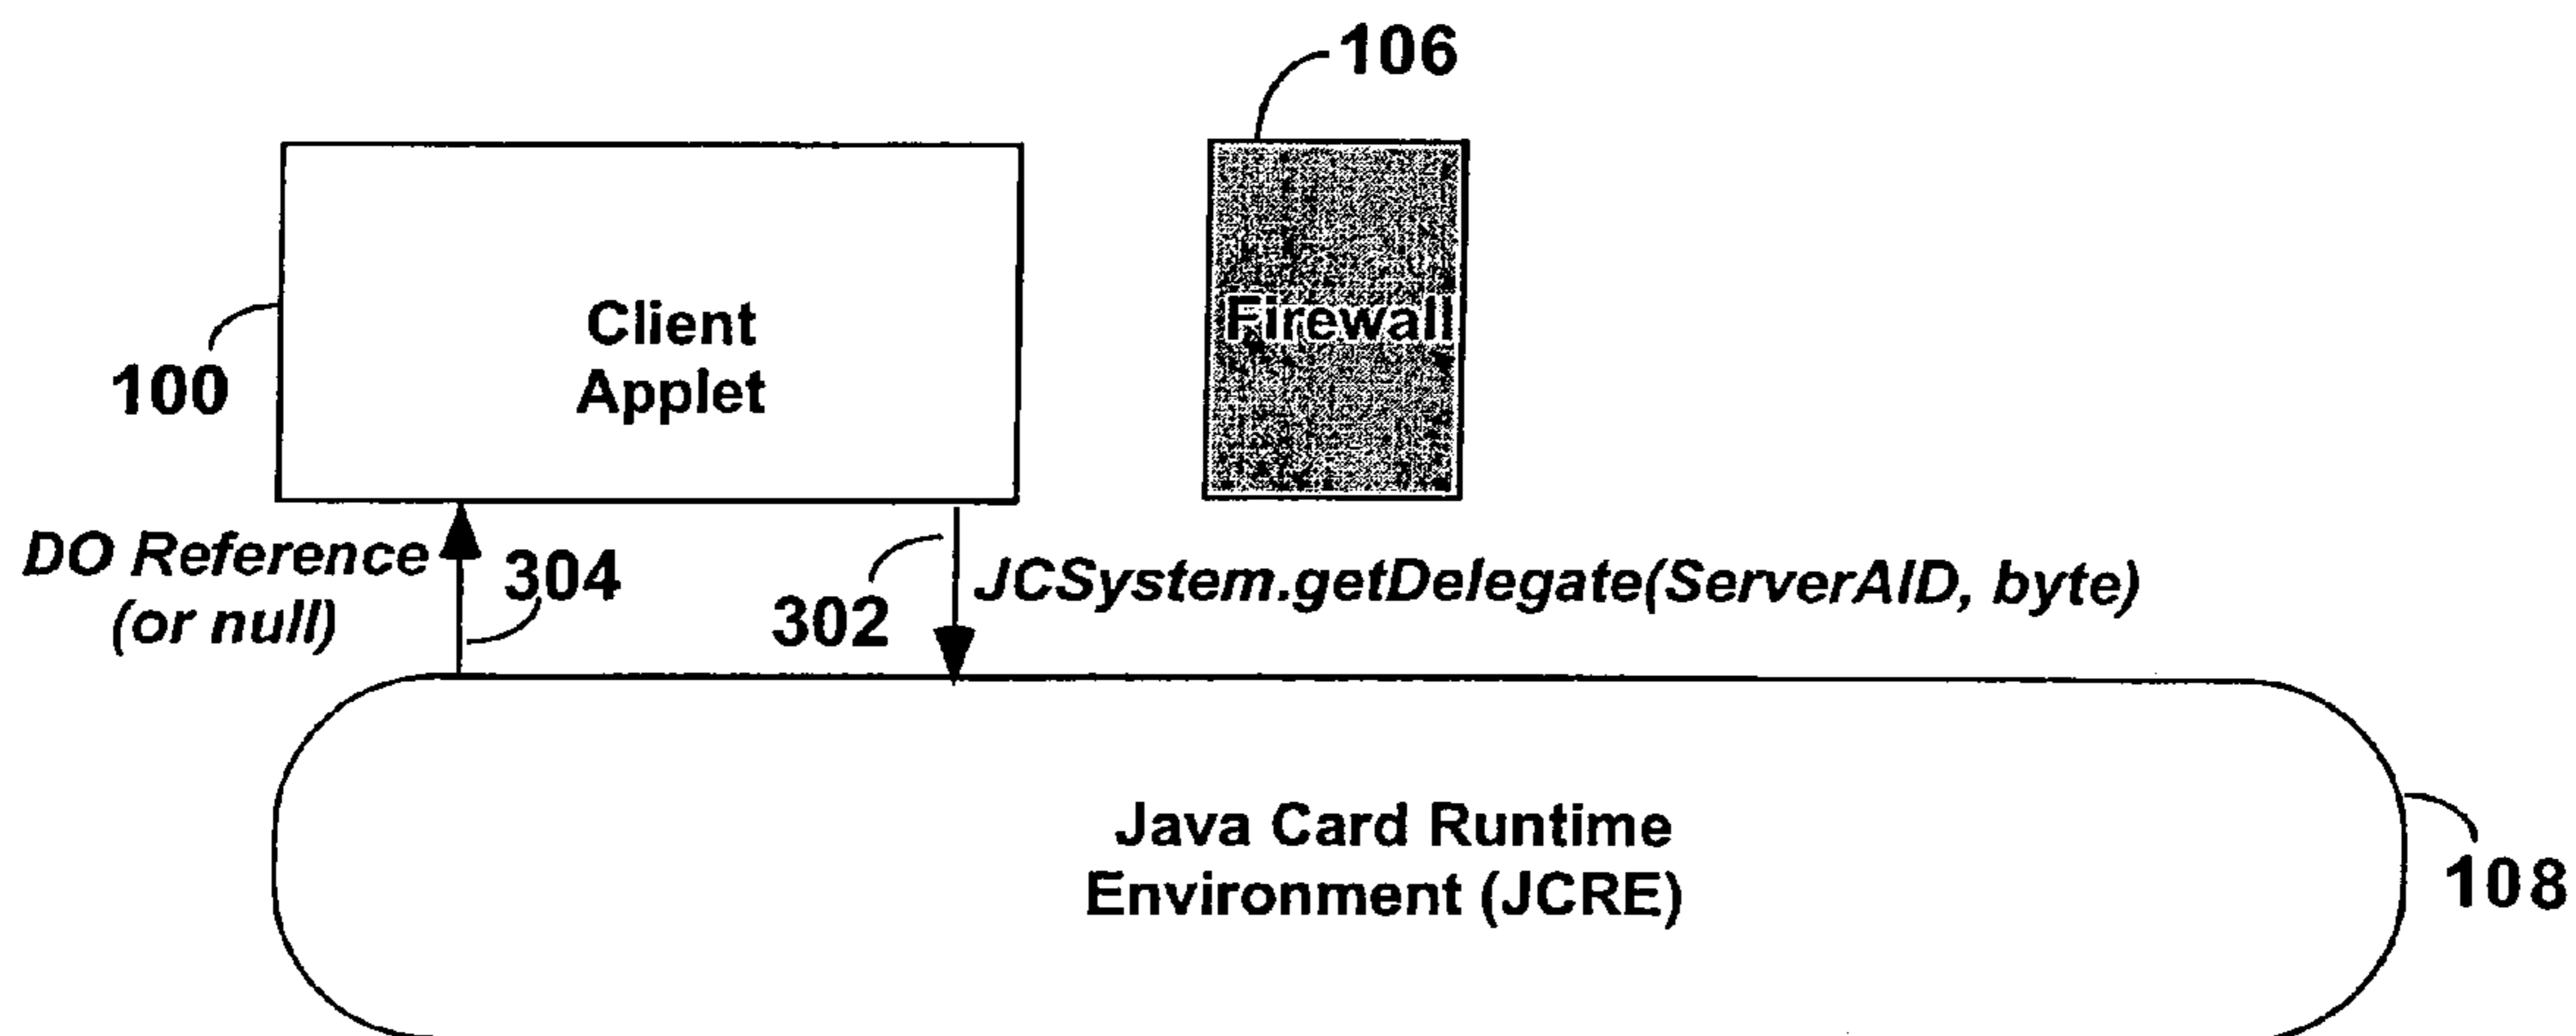 106
Client
Applet
Firewall
100
DO Reference
(or null)
304
302
JCSystem.getDelegate(ServerAID, byte)
Java Card Runtime
Environment (JCRE)
108